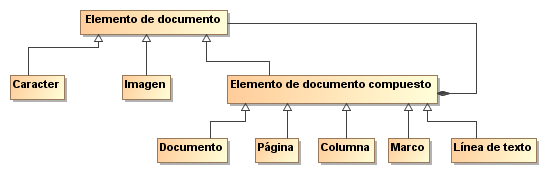 Elemento de documento
Caracter
Imagen
Elemento de documento compuesto
Documento
Página
Columna
Marco
Línea de texto